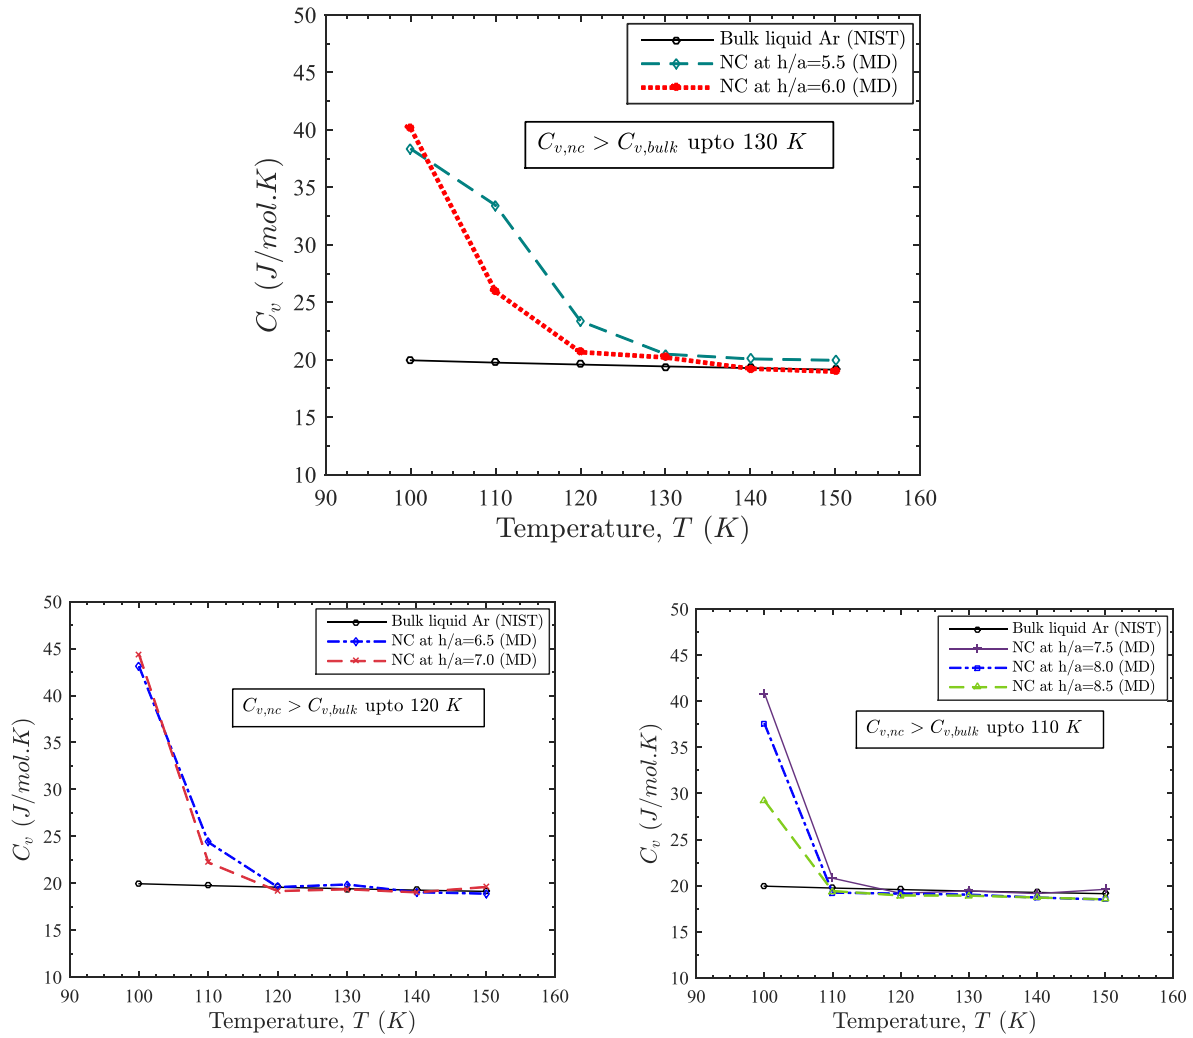 50
45
40
35
30
25
20
15
10
90 100 110 120 130 140 150 160
C_v (J/mol.K)
Temperature, T (K)
Bulk liquid Ar (NIST)
NC at h/a=5.5 (MD)
NC at h/a=6.0 (MD)
C_{v,nc} > C_{v,bulk} upto 130 K
50
45
40
35
30
25
20
15
10
90 100 110 120 130 140 150 160
C_v (J/mol.K)
Temperature, T (K)
Bulk liquid Ar (NIST)
NC at h/a=6.5 (MD)
NC at h/a=7.0 (MD)
C_{v,nc} > C_{v,bulk} upto 120 K
50
45
40
35
30
25
20
15
10
90 100 110 120 130 140 150 160
C_v (J/mol.K)
Temperature, T (K)
Bulk liquid Ar (NIST)
NC at h/a=7.5 (MD)
NC at h/a=8.0 (MD)
NC at h/a=8.5 (MD)
C_{v,nc} > C_{v,bulk} upto 110 K